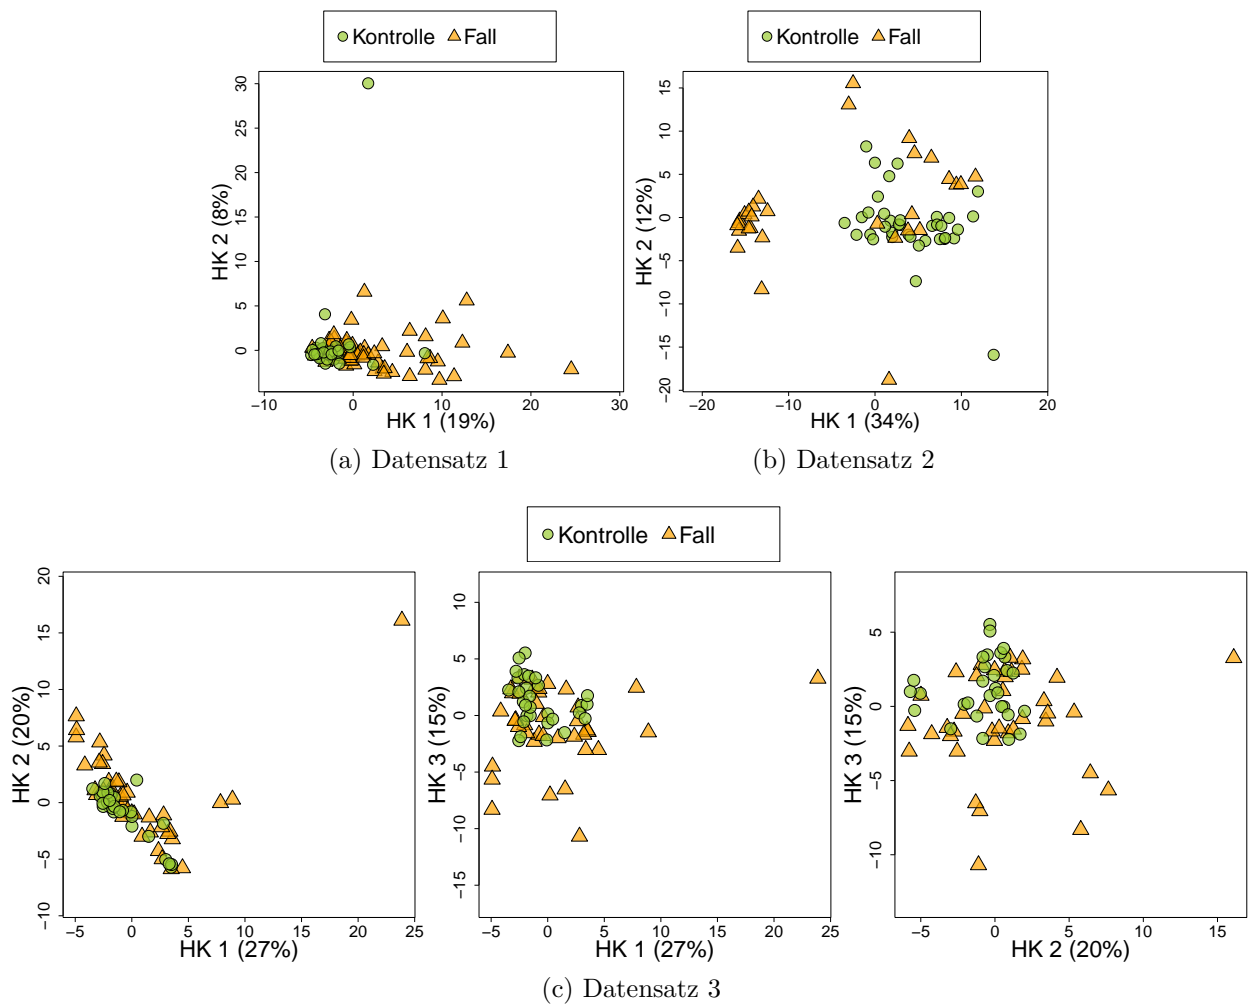 Kontrolle Fall
Kontrolle Fall
HK 2 (8%)
30
25
20
15
10
5
0
−10 0 10 20 30
HK 1 (19%)
HK 2 (12%)
15
10
5
0
−5
−10
−15
−20
−20 −10 0 10 20
HK 1 (34%)
(a) Datensatz 1
(b) Datensatz 2
Kontrolle Fall
HK 2 (20%)
20
15
10
5
0
−5
−10
−5 0 5 10 15 20 25
HK 1 (27%)
HK 3 (15%)
10
5
0
−5
−10
−15
−5 0 5 10 15 20 25
HK 1 (27%)
HK 3 (15%)
5
0
−5
−10
−5 0 5 10 15
HK 2 (20%)
(c) Datensatz 3